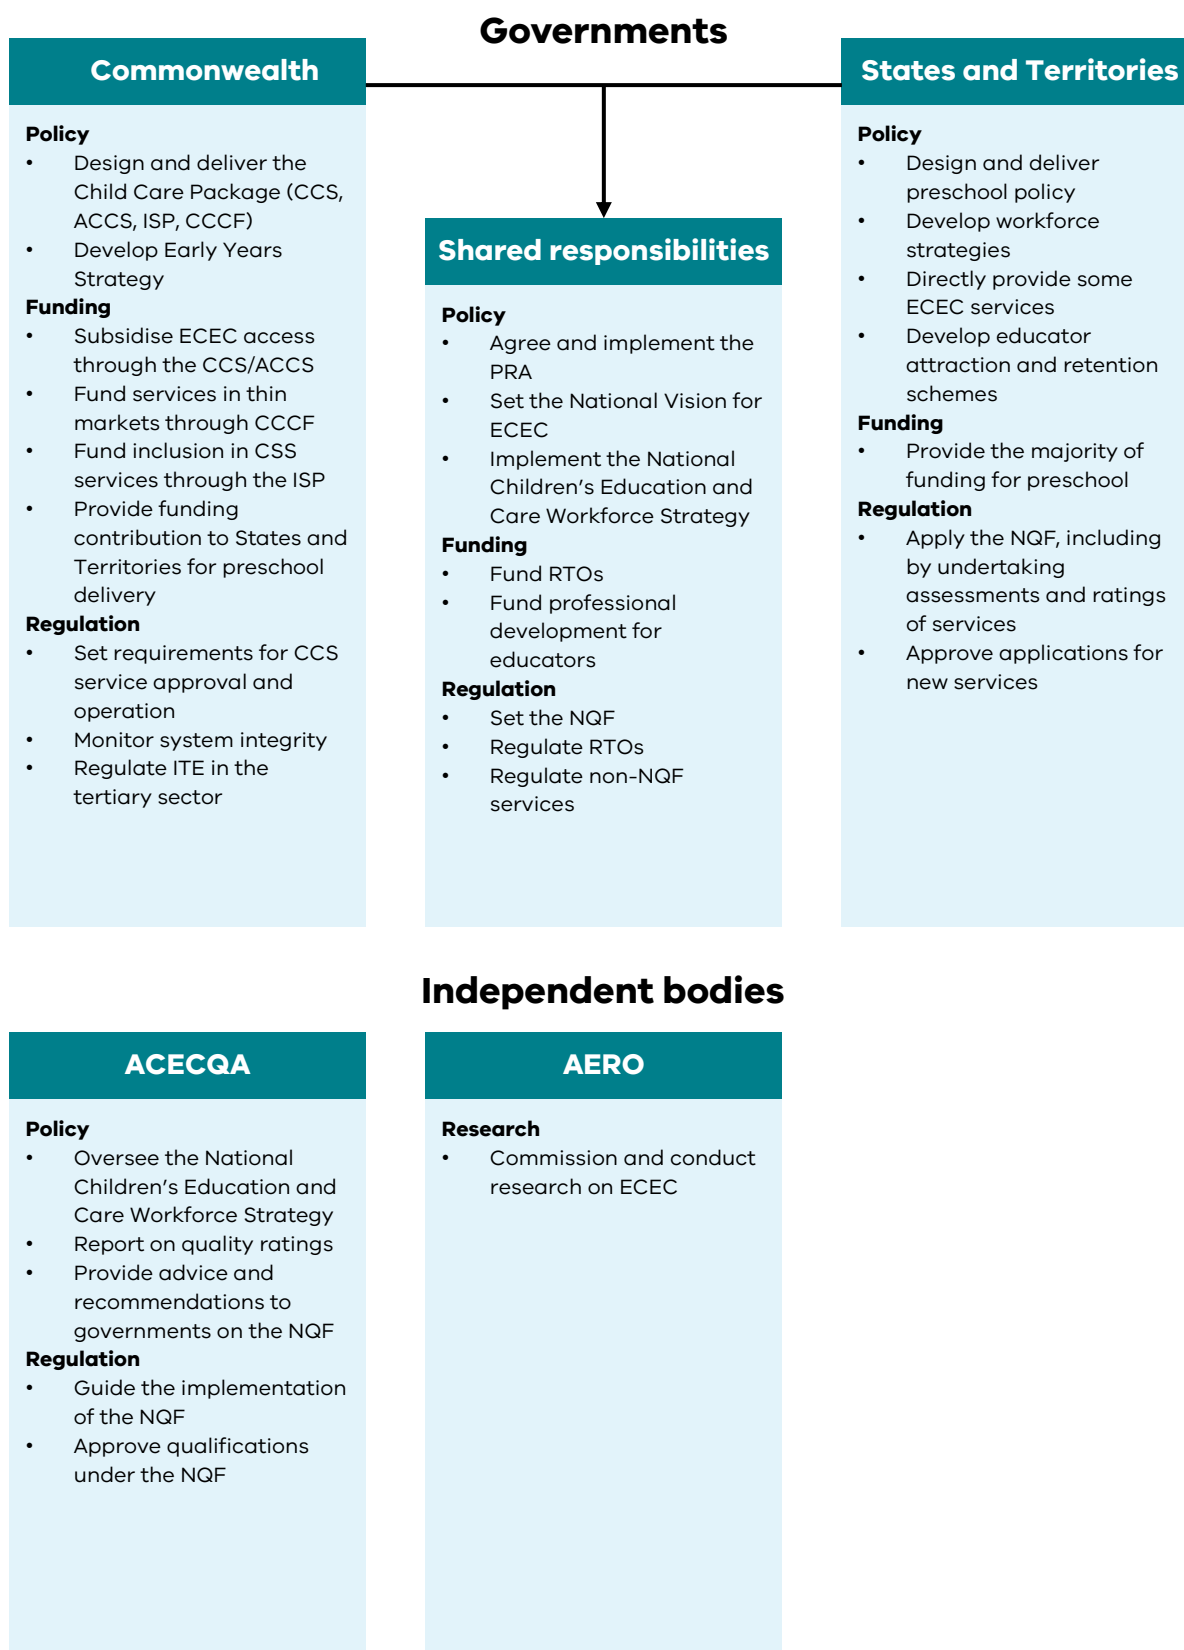 Governments
Commonwealth
Policy
• Design and deliver the
Child Care Package (CCS,
ACCS, ISP, CCCF)
• Develop Early Years
Strategy
Funding
• Subsidise ECEC access
through the CCS/ACCS
• Fund services in thin
markets through CCCF
• Fund inclusion in CSS
services through the ISP
• Provide funding
contribution to States and
Territories for preschool
delivery
Regulation
• Set requirements for CCS
service approval and
operation
• Monitor system integrity
• Regulate ITE in the
tertiary sector
Shared responsibilities
Policy
• Agree and implement the
PRA
• Set the National Vision for
ECEC
• Implement the National
Children’s Education and
Care Workforce Strategy
Funding
• Fund RTOs
• Fund professional
development for
educators
Regulation
• Set the NQF
• Regulate RTOs
• Regulate non-NQF
services
States and Territories
Policy
• Design and deliver
preschool policy
• Develop workforce
strategies
• Directly provide some
ECEC services
• Develop educator
attraction and retention
schemes
Funding
• Provide the majority of
funding for preschool
Regulation
• Apply the NQF, including
by undertaking
assessments and ratings
of services
• Approve applications for
new services
Independent bodies
ACECQA
Policy
• Oversee the National
Children’s Education and
Care Workforce Strategy
• Report on quality ratings
• Provide advice and
recommendations to
governments on the NQF
Regulation
• Guide the implementation
of the NQF
• Approve qualifications
under the NQF
AERO
Research
• Commission and conduct
research on ECEC